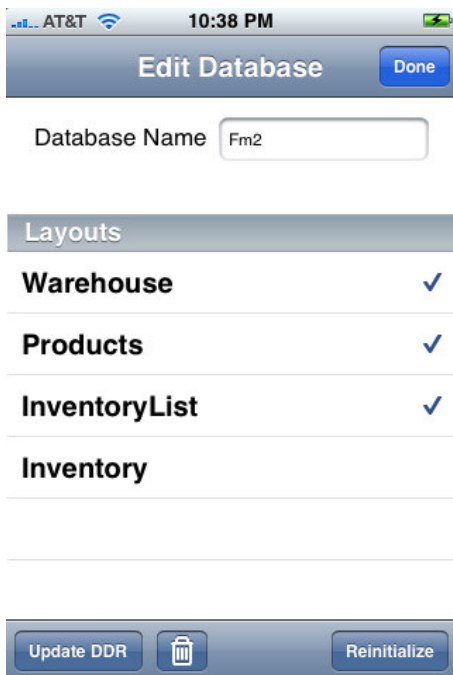 AT&T 10:38 PM
Edit Database Done
Database Name Fm2
Layouts
Warehouse
Products
InventoryList
Inventory
Update DDR Reinitialize